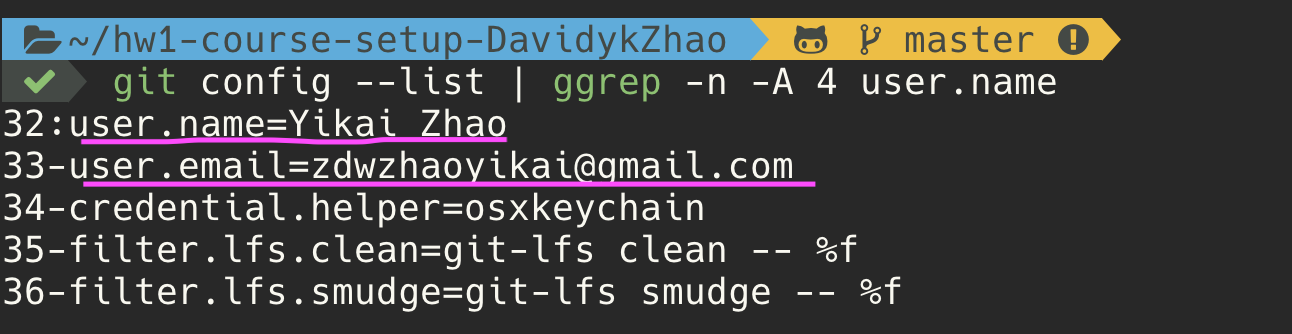 ~/hw1-course-setup-DavidykZhao master
git config --list | ggrep -n -A 4 user.name
32:user.name=Yikai Zhao
33-user.email=zdwzhaoyikai@gmail.com
34-credential.helper=osxkeychain
35-filter.lfs.clean=git-lfs clean -- %f
36-filter.lfs.smudge=git-lfs smudge -- %f